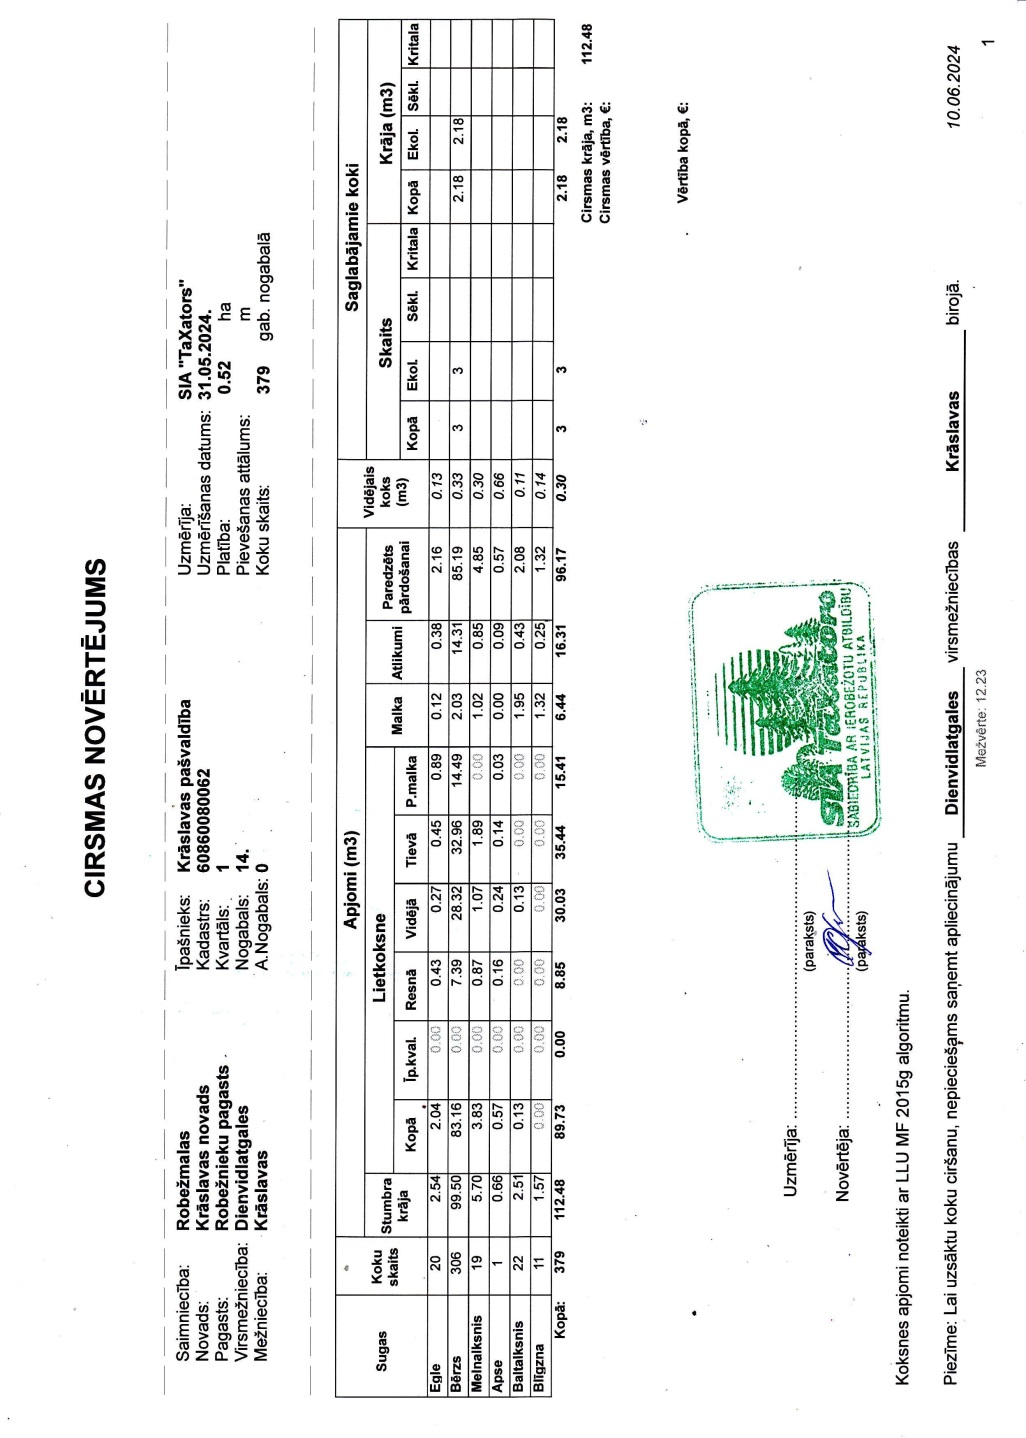 CIRSMAS NOVĒRTĒJUMS
Saimniecība: Robežmalas Īpašnieks: Krāslavas pašvaldība Uzmērīja: SIA "TaXators"
Novads: Krāslavas novads Kadastrs: 60860080062 Uzmērīšanas datums: 31.05.2024.
Pagasts: Robežnieku pagasts Kvartāls: 1 Platība: 0.52 ha
Virsmežniecība: Dienvidlatgales Nogabals: 14. Pievešanas attālums: m
Mežniecība: Krāslavas A.Nogabals: 0 Koku skaits: 379 gab. nogabalā
Sugas Koku skaits Apjomi (m3) Vidējais koks (m3) Saglabājamie koki
Stumbra krāja Lietkoksne Malka Atlikumi Paredzēts pārdošanai Skaits Krāja (m3)
Kopā Īp.kval. Resnā Vidējā Tievā P.malka Kopā Ekol. Sēkl. Kritala Kopā Ekol. Sēkl. Kritala
Egle 20 2.54 2.04 0.00 0.43 0.27 0.45 0.89 0.12 0.38 2.16 0.13
Bērzs 306 99.50 83.16 0.00 7.39 28.32 32.96 14.49 2.03 14.31 85.19 0.33 3 3 2.18 2.18
Melnalksnis 19 5.70 3.83 0.00 0.87 1.07 1.89 0.00 1.02 0.85 4.85 0.30
Apse 1 0.66 0.57 0.00 0.16 0.24 0.14 0.03 0.00 0.09 0.57 0.66
Baltalksnis 22 2.51 0.13 0.00 0.00 0.13 0.00 0.00 1.95 0.43 2.08 0.11
Blīgzna 11 1.57 0.00 0.00 0.00 0.00 0.00 0.00 1.32 0.25 1.32 0.14
Kopā: 379 112.48 89.73 0.00 8.85 30.03 35.44 15.41 6.44 16.31 96.17 0.30 3 3 2.18 2.18
Cirsmas krāja, m3: 112.48
Cirsmas vērtība, €:
Vērtība kopā, €:
Uzmērīja:
(paraksts)
Novērtēja:
(paraksts)
SIA TaXators
SABIEDRĪBA AR IEROBEŽOTU ATBILDĪBU
LATVIJAS REPUBLIKA
Koksnes apjomi noteikti ar LLU MF 2015g algoritmu.
Piezīme: Lai uzsāktu koku ciršanu, nepieciešams saņemt apliecinājumu Dienvidlatgales virsmežniecības Krāslavas birojā. 10.06.2024
Mežvērte: 12.23
1